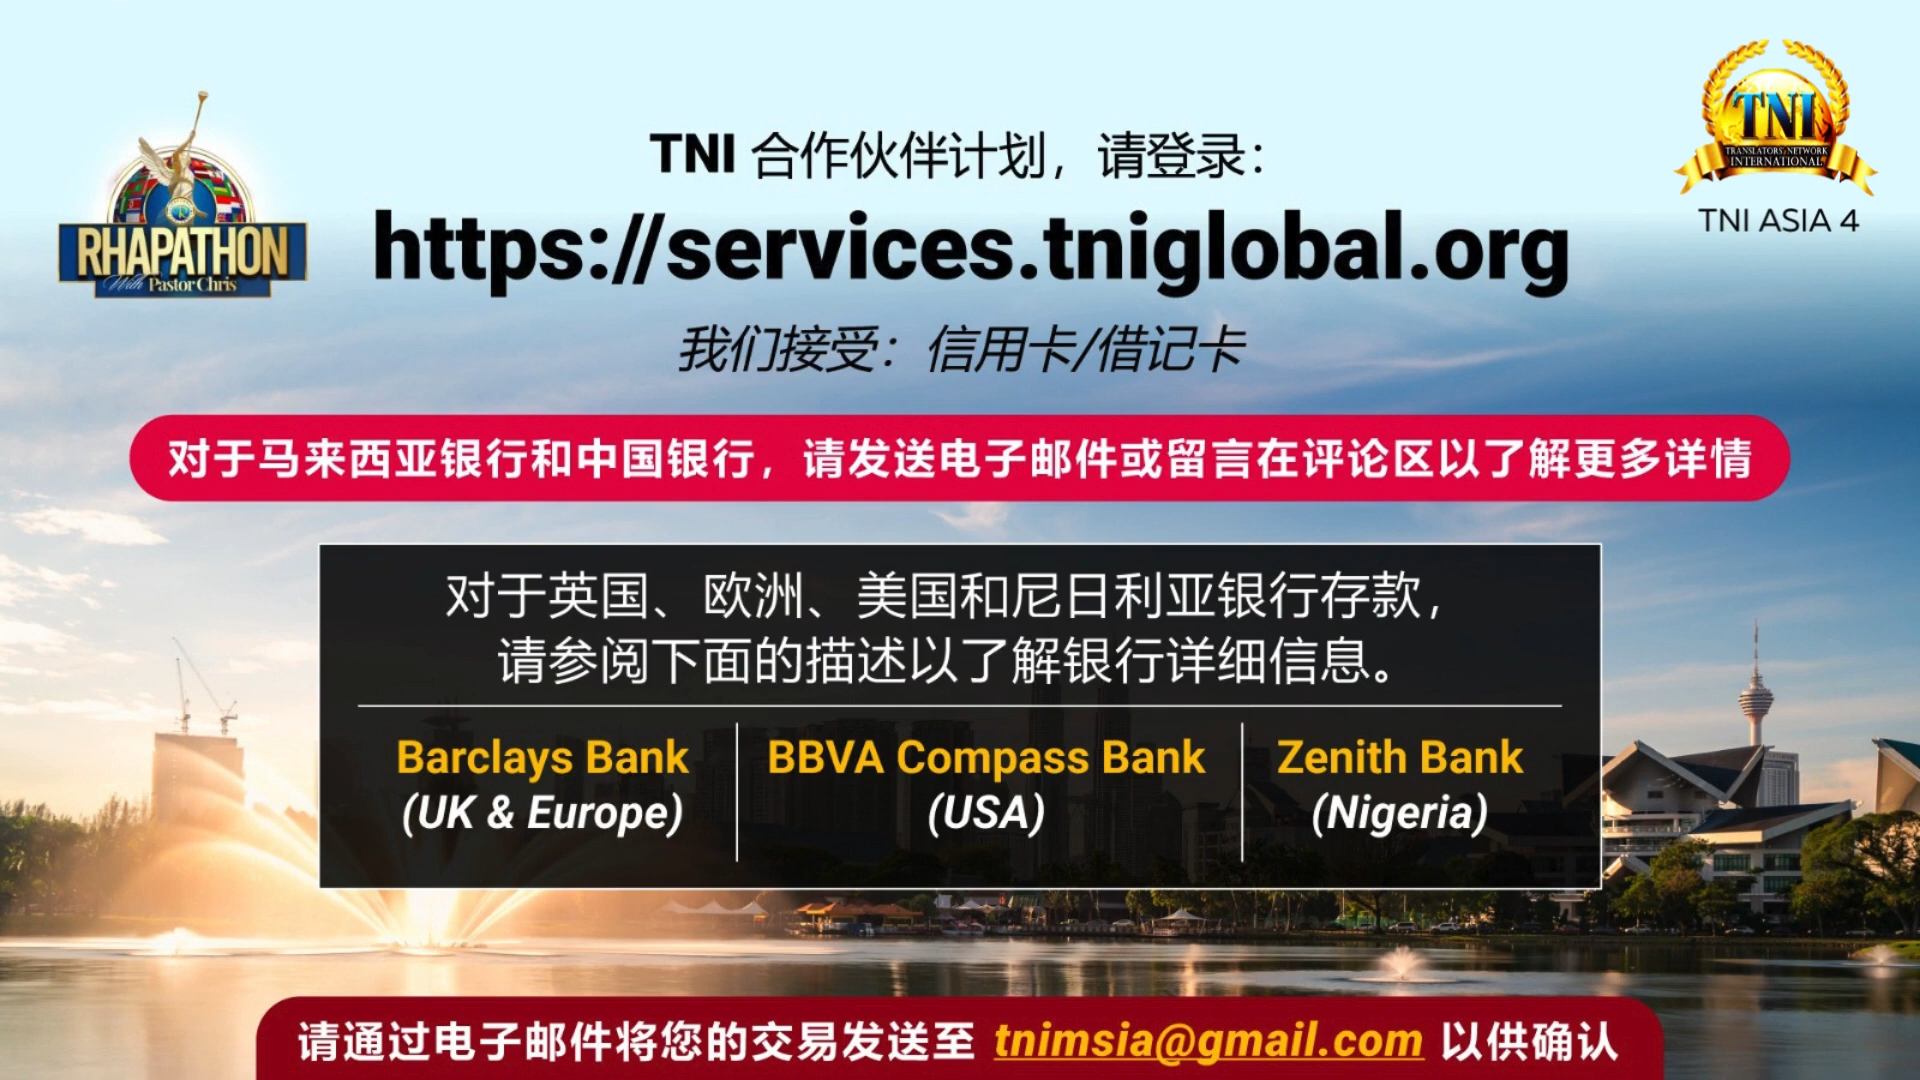 TNI
TRANSLATORS' NETWORK
INTERNATIONAL
TNI ASIA 4
RHAPATHON
With Pastor Chris
TNI 合作伙伴计划，请登录：
https://services.tniglobal.org
我们接受：信用卡/借记卡
对于马来西亚银行和中国银行，请发送电子邮件或留言在评论区以了解更多详情
对于英国、欧洲、美国和尼日利亚银行存款，
请参阅下面的描述以了解银行详细信息。
Barclays Bank
(UK & Europe)
BBVA Compass Bank
(USA)
Zenith Bank
(Nigeria)
请通过电子邮件将您的交易发送至 tnimsia@gmail.com 以供确认